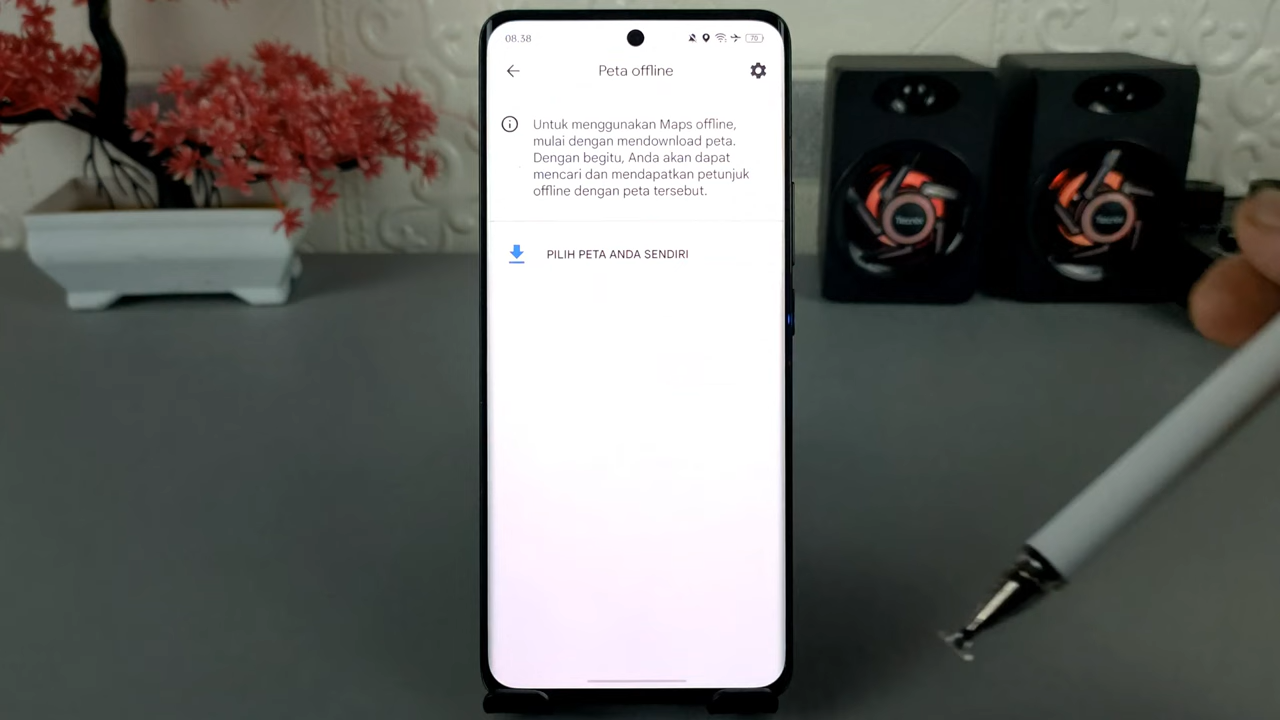 08.38
70
Peta offline
Untuk menggunakan Maps offline,
mulai dengan mendownload peta.
Dengan begitu, Anda akan dapat
mencari dan mendapatkan petunjuk
offline dengan peta tersebut.
PILIH PETA ANDA SENDIRI